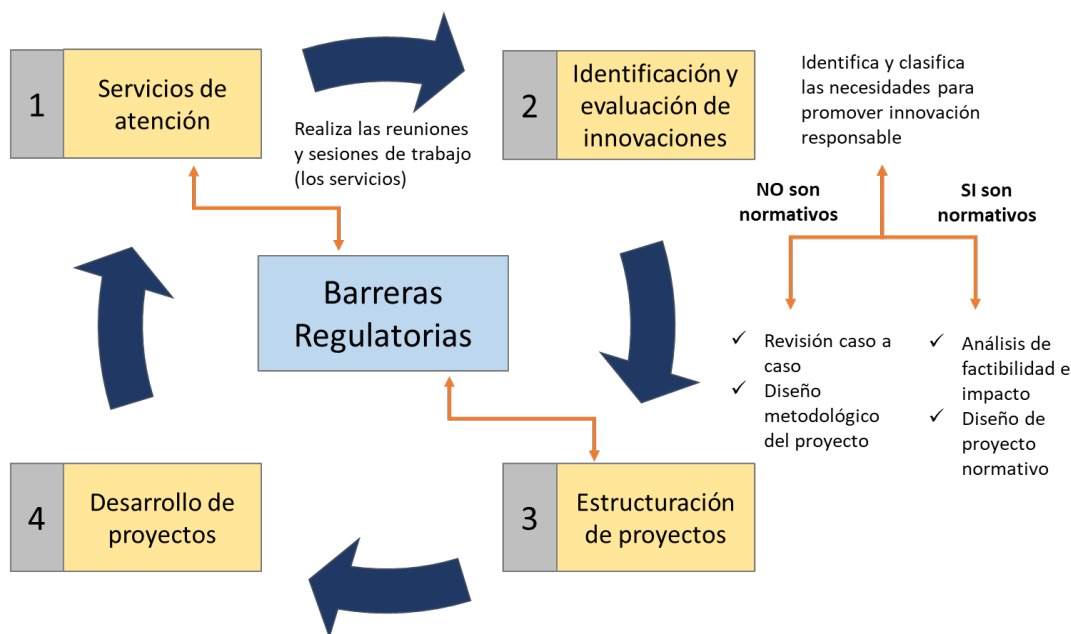 1
Servicios de
atención
Realiza las reuniones
y sesiones de trabajo
(los servicios)
2
Identificación y
evaluación de
innovaciones
Identifica y clasifica
las necesidades para
promover innovación
responsable
NO son
normativos
SI son
normativos
✓ Revisión caso a
caso
✓ Diseño
metodológico
del proyecto
✓ Análisis de
factibilidad e
impacto
✓ Diseño de
proyecto
normativo
Barreras
Regulatorias
3
Estructuración
de proyectos
4
Desarrollo de
proyectos